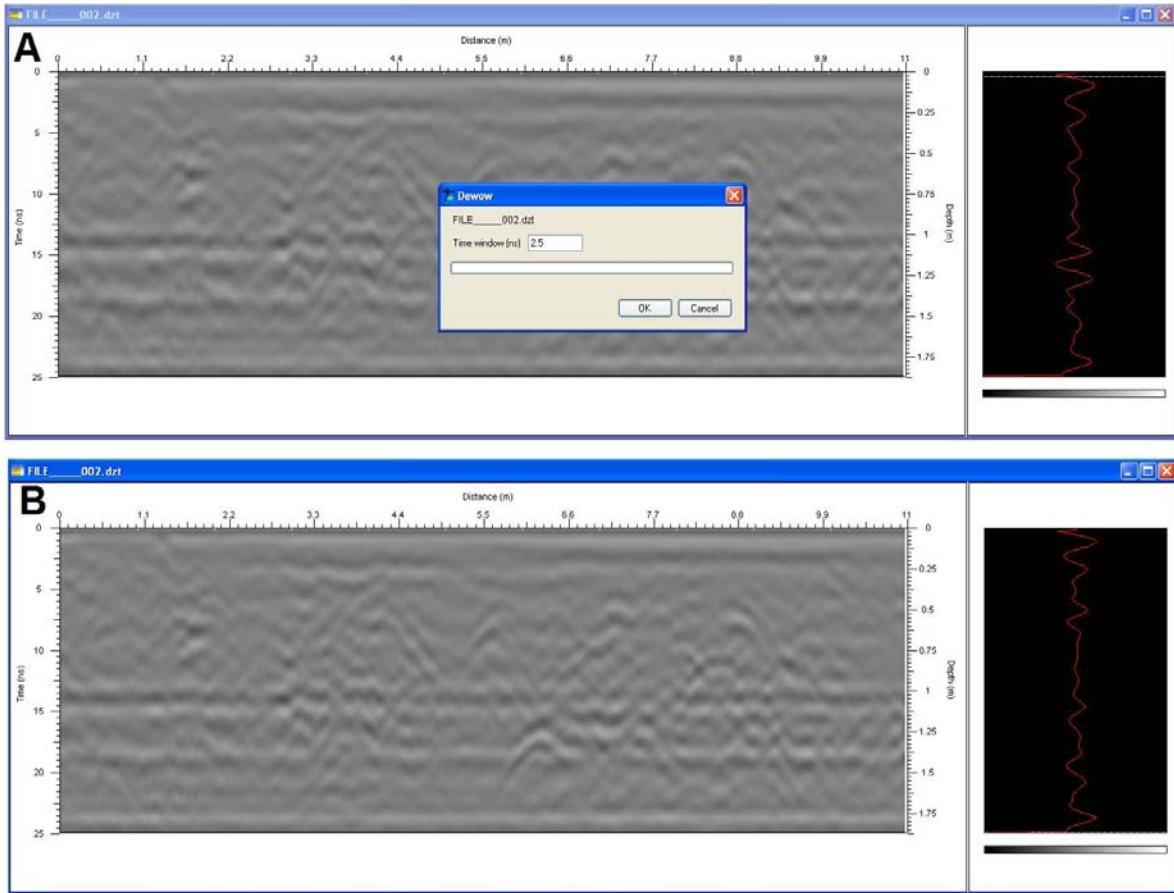 FILE_____002.dzt
A
Distance (m)
0 1.1 2.2 3.3 4.4 5.5 6.6 7.7 8.8 9.9 11
0
5
10
15
20
25
Time (ns)
0
0.25
0.5
0.75
1
1.25
1.5
1.75
Depth (m)
Dewow
FILE_____002.dzt
Time window (ns) 2.5
OK Cancel
FILE_____002.dzt
B
Distance (m)
0 1.1 2.2 3.3 4.4 5.5 6.6 7.7 8.8 9.9 11
0
5
10
15
20
25
Time (ns)
0
0.25
0.5
0.75
1
1.25
1.5
1.75
Depth (m)